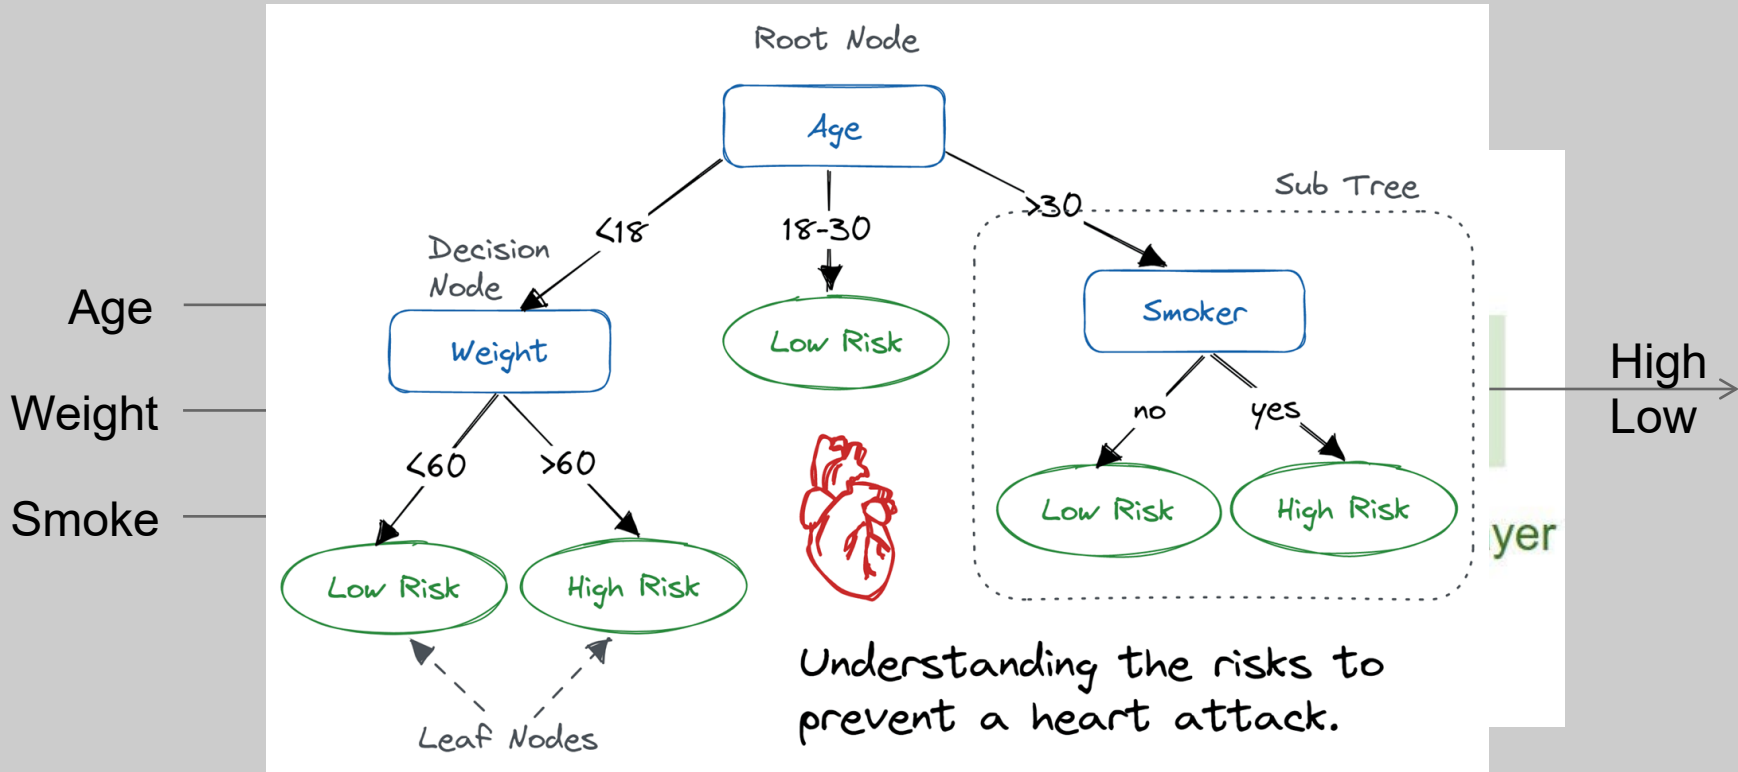 Root Node
Age
Sub Tree
>30
<18
18-30
Decision
Node
Age
Smoker
Low Risk
Weight
High
Low
Weight
no
yes
<60
>60
Low Risk
High Risk
Smoke
yer
Low Risk
High Risk
Understanding the risks to
prevent a heart attack.
Leaf Nodes